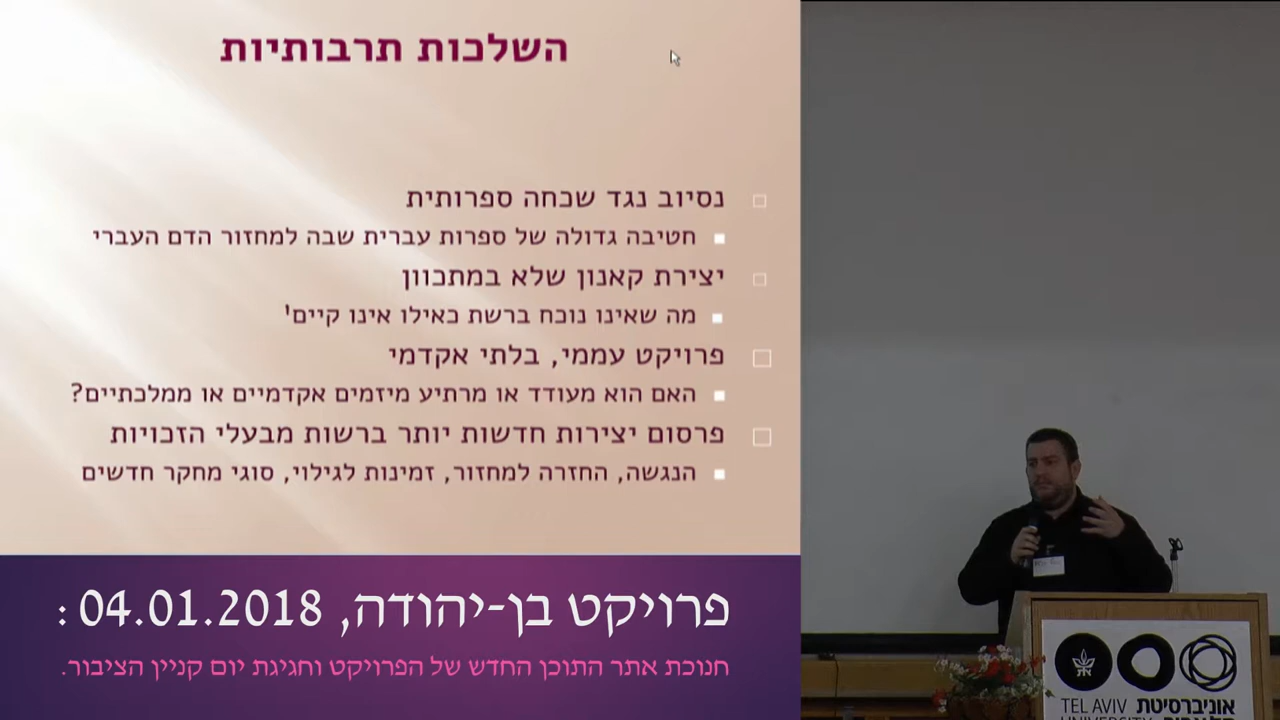 השלכות תרבותיות
נסיוב נגד שכחה ספרותית
חטיבה גדולה של ספרות עברית שבה למחזור הדם העברי
יצירת קאנון שלא במתכוון
מה שאינו נוכח ברשת כאילו אינו קיים'
פרויקט עממי, בלתי אקדמי
האם הוא מעודד או מרתיע מיזמים אקדמיים או ממלכתיים?
פרסום יצירות חדשות יותר ברשות מבעלי הזכויות
הנגשה, החזרה למחזור, זמינות לגילוי, סוגי מחקר חדשים
פרויקט בן-יהודה, 04.01.2018 :
חנוכת אתר התוכן החדש של הפרויקט וחגיגת יום קניין הציבור.
אוניברסיטת TEL AVIV